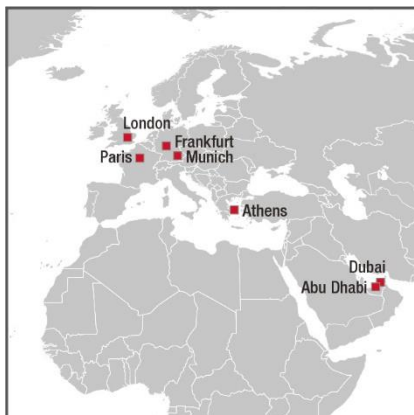 London
Frankfurt
Paris
Munich
Athens
Dubai
Abu Dhabi